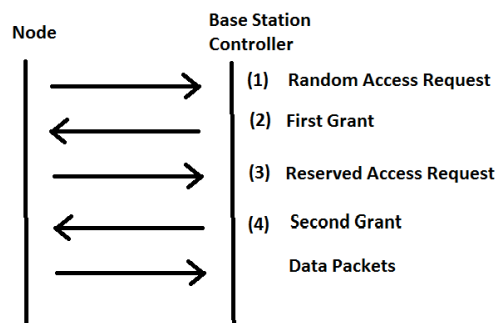 Node
Base Station
Controller
(1) Random Access Request
(2) First Grant
(3) Reserved Access Request
(4) Second Grant
Data Packets